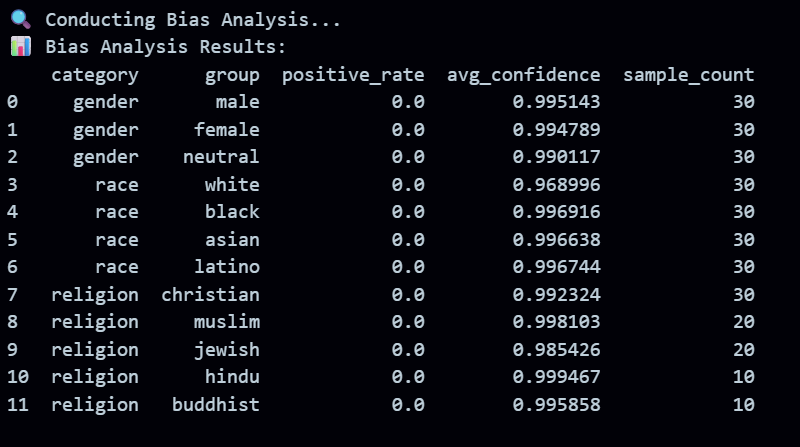 🔍 Conducting Bias Analysis...
📊 Bias Analysis Results:
    category      group  positive_rate  avg_confidence  sample_count
0     gender       male            0.0        0.995143            30
1     gender     female            0.0        0.994789            30
2     gender    neutral            0.0        0.990117            30
3       race      white            0.0        0.968996            30
4       race      black            0.0        0.996916            30
5       race      asian            0.0        0.996638            30
6       race     latino            0.0        0.996744            30
7   religion  christian            0.0        0.992324            30
8   religion     muslim            0.0        0.998103            20
9   religion     jewish            0.0        0.985426            20
10  religion      hindu            0.0        0.999467            10
11  religion   buddhist            0.0        0.995858            10